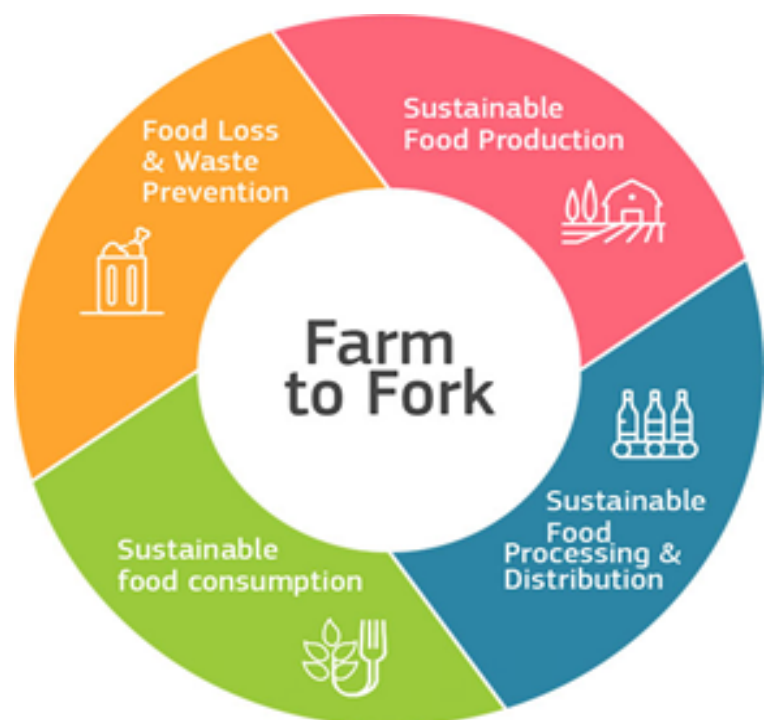 Food Loss
& Waste
Prevention
Sustainable
Food Production
Farm
to Fork
Sustainable
Food
Processing &
Distribution
Sustainable
food consumption